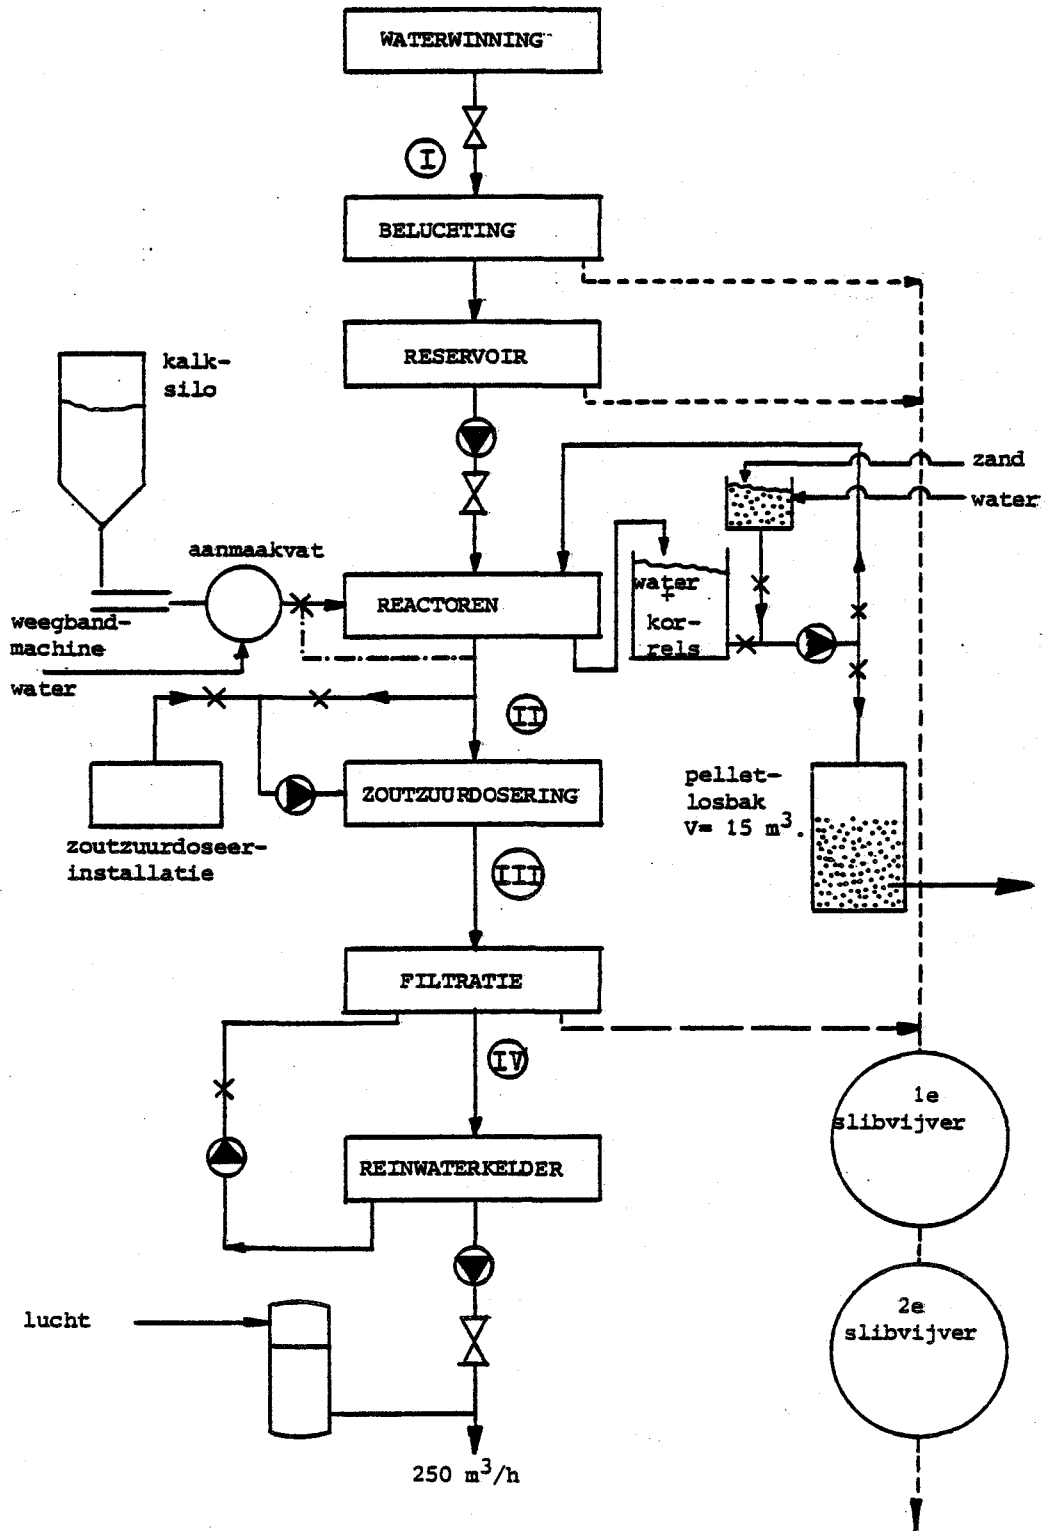 WATERWINNING
I
BELUCHTING
RESERVOIR
kalk-
silo
zand
water
aanmaakvat
REACTOREN
water
+
kor-
rels
weegband-
machine
water
II
pellet-
losbak
V= 15 m³.
ZOUTZUURDOSERING
zoutzuurdoseer-
installatie
III
FILTRATIE
IV
1e
slibvijver
REINWATERKELDER
2e
slibvijver
lucht
250 m³/h